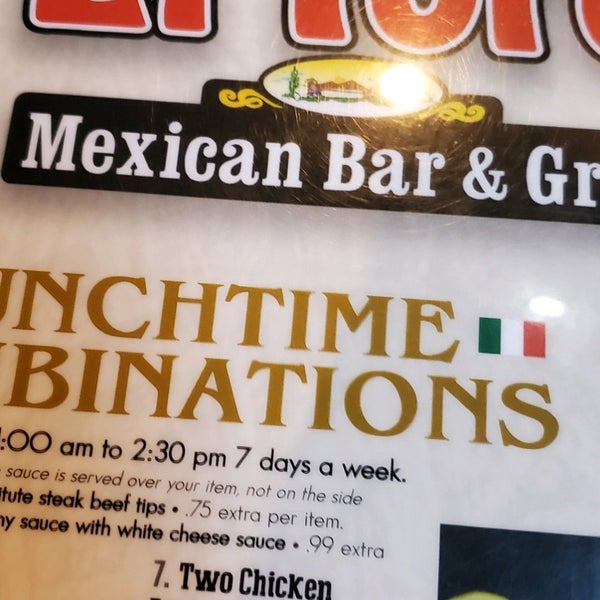 Mexican Bar & Gr
UNCHTIME
MBINATIONS
:00 am to 2:30 pm 7 days a week.
sauce is served over your item, not on the side
itute steak beef tips • .75 extra per item.
ny sauce with white cheese sauce • .99 extra
7. Two Chicken